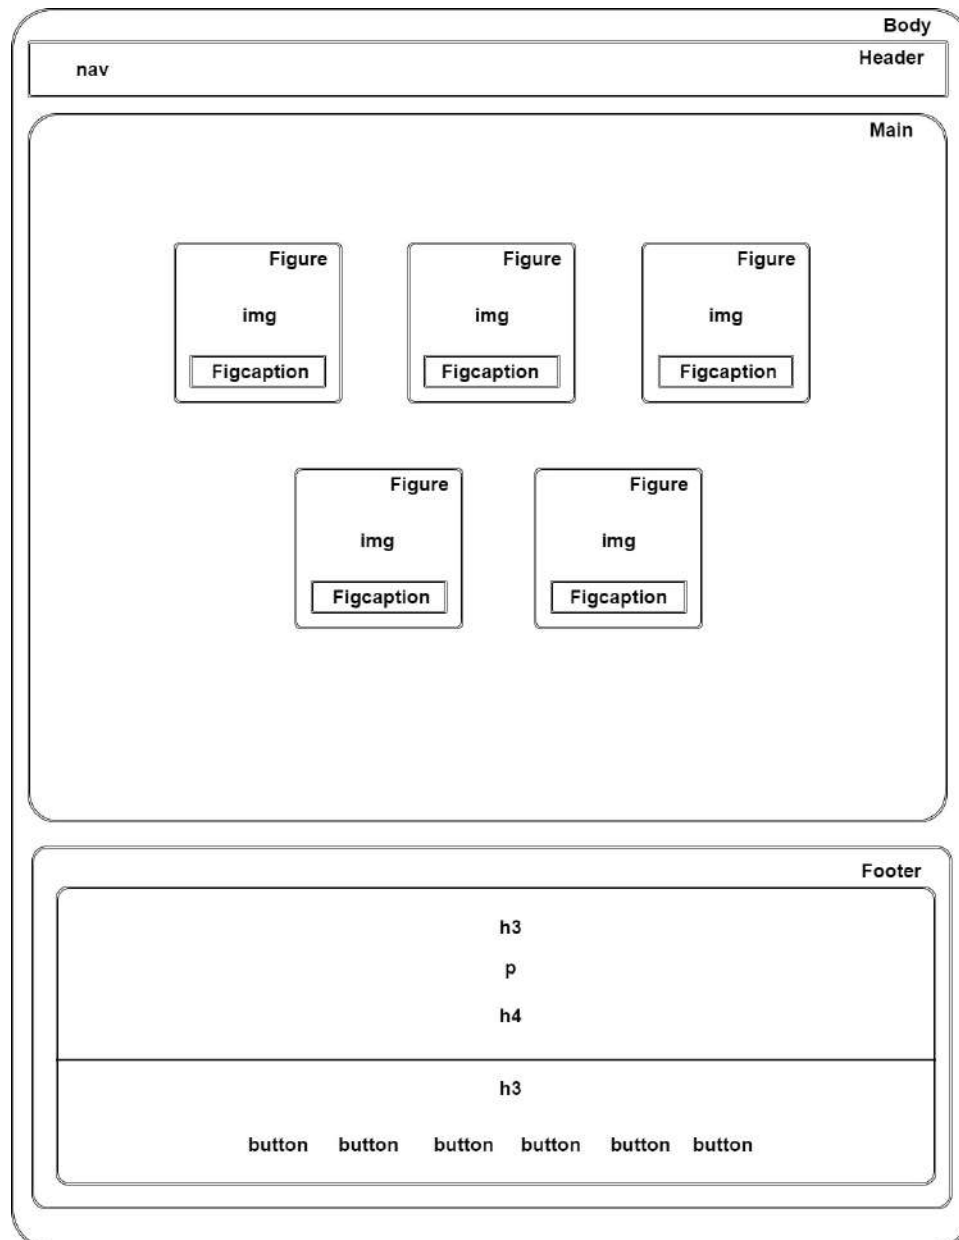 Body
Header
nav
Main
Figure Figure Figure
img img img
Figcaption Figcaption Figcaption
Figure Figure
img img
Figcaption Figcaption
Footer
h3
p
h4
h3
button button button button button button